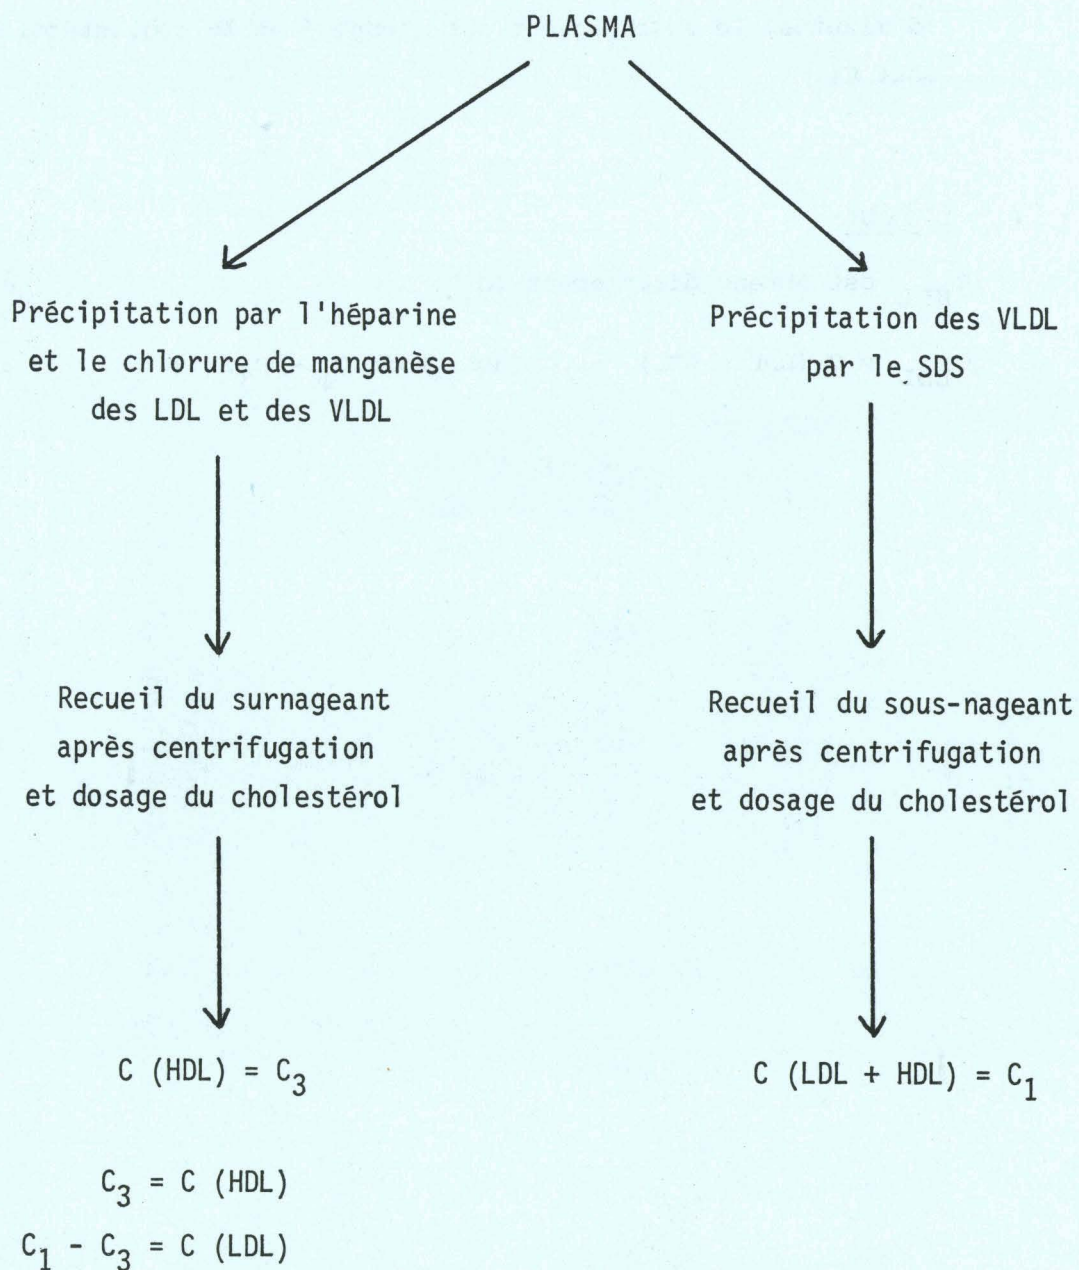 PLASMA
Précipitation par l'héparine
et le chlorure de manganèse
des LDL et des VLDL
Précipitation des VLDL
par le SDS
Recueil du surnageant
après centrifugation
et dosage du cholestérol
Recueil du sous-nageant
après centrifugation
et dosage du cholestérol
C (HDL) = C₃
C (LDL + HDL) = C₁
C₃ = C (HDL)
C₁ - C₃ = C (LDL)